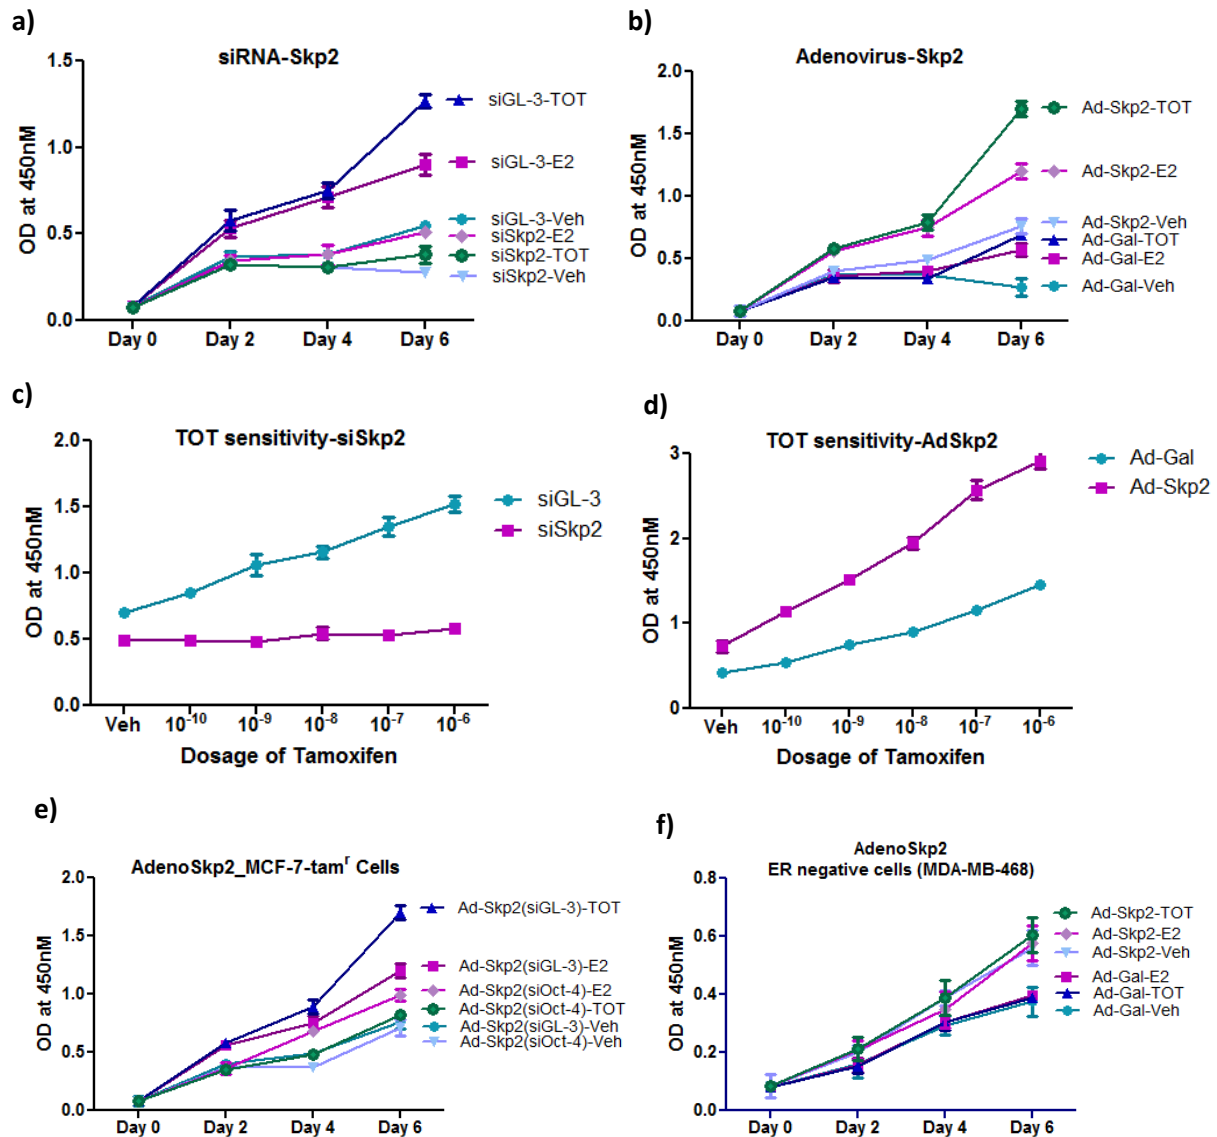 a)
siRNA-Skp2
OD at 450nM
1.5
1.0
0.5
0.0
Day 0 Day 2 Day 4 Day 6
siGL-3-TOT
siGL-3-E2
siGL-3-Veh
siSkp2-E2
siSkp2-TOT
siSkp2-Veh
b)
Adenovirus-Skp2
OD at 450nM
2.0
1.5
1.0
0.5
0.0
Day 0 Day 2 Day 4 Day 6
Ad-Skp2-TOT
Ad-Skp2-E2
Ad-Skp2-Veh
Ad-Gal-TOT
Ad-Gal-E2
Ad-Gal-Veh
c)
TOT sensitivity-siSkp2
OD at 450nM
2.0
1.5
1.0
0.5
0.0
Veh 10⁻¹⁰ 10⁻⁹ 10⁻⁸ 10⁻⁷ 10⁻⁶
Dosage of Tamoxifen
siGL-3
siSkp2
d)
TOT sensitivity-AdSkp2
OD at 450nM
3
2
1
0
Veh 10⁻¹⁰ 10⁻⁹ 10⁻⁸ 10⁻⁷ 10⁻⁶
Dosage of Tamoxifen
Ad-Gal
Ad-Skp2
e)
AdenoSkp2_MCF-7-tamʳ Cells
OD at 450nM
2.0
1.5
1.0
0.5
0.0
Day 0 Day 2 Day 4 Day 6
Ad-Skp2(siGL-3)-TOT
Ad-Skp2(siGL-3)-E2
Ad-Skp2(siOct-4)-E2
Ad-Skp2(siOct-4)-TOT
Ad-Skp2(siGL-3)-Veh
Ad-Skp2(siOct-4)-Veh
f)
AdenoSkp2
ER negative cells (MDA-MB-468)
OD at 450nM
0.8
0.6
0.4
0.2
0.0
Day 0 Day 2 Day 4 Day 6
Ad-Skp2-TOT
Ad-Skp2-E2
Ad-Skp2-Veh
Ad-Gal-E2
Ad-Gal-TOT
Ad-Gal-Veh